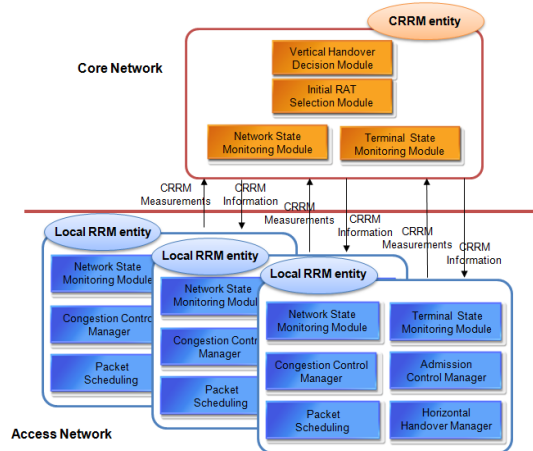 CRRM entity
Core Network
Vertical Handover
Decision Module
Initial RAT
Selection Module
Network State
Monitoring Module
Terminal State
Monitoring Module
CRRM
Measurements
CRRM
Information
CRRM
Measurements
CRRM
Information
CRRM
Measurements
CRRM
Information
Local RRM entity
Network State
Monitoring Module
Congestion Control
Manager
Packet
Scheduling
Local RRM entity
Network State
Monitoring Modul
Congestion Contr
Manager
Packet
Scheduling
Local RRM entity
Network State
Monitoring Module
Terminal State
Monitoring Module
Congestion Control
Manager
Admission
Control Manager
Packet
Scheduling
Horizontal
Handover Manager
Access Network